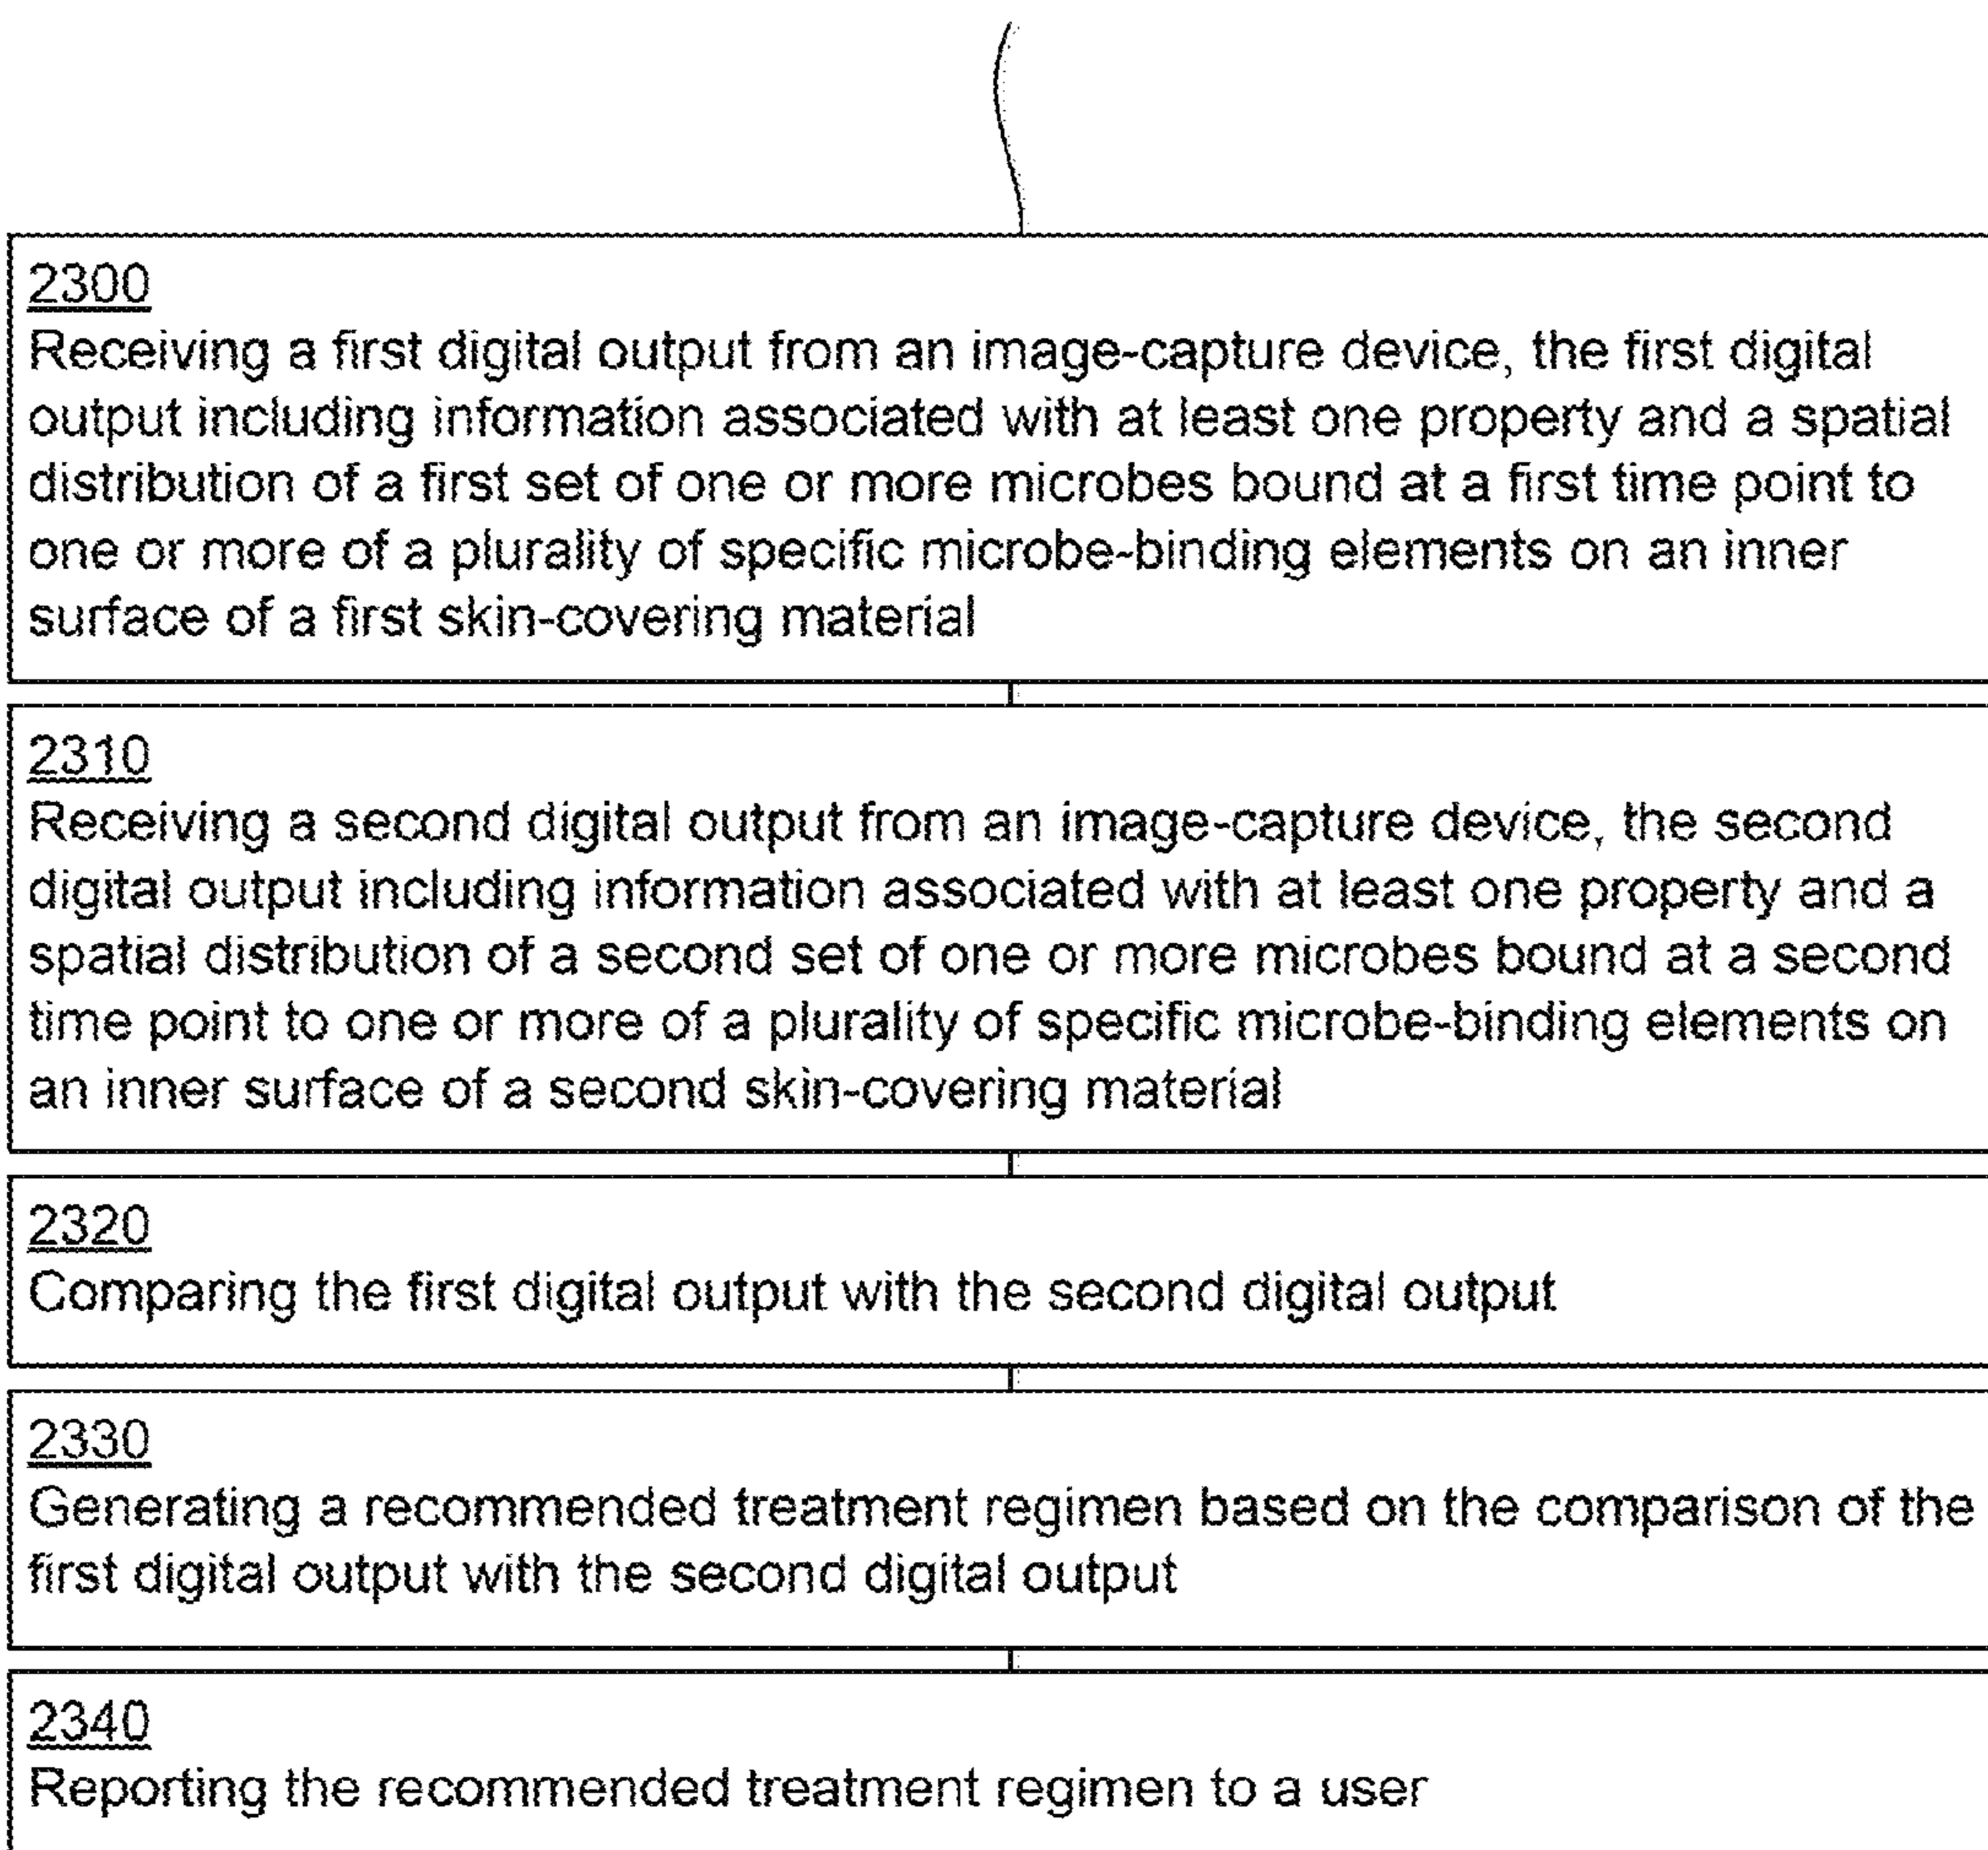 2300
Receiving a first digital output from an image-capture device, the first digital
output including information associated with at least one property and a spatial
distribution of a first set of one or more microbes bound at a first time point to
one or more of a plurality of specific microbe-binding elements on an inner
surface of a first skin-covering material
2310
Receiving a second digital output from an image-capture device, the second
digital output including information associated with at least one property and a
spatial distribution of a second set of one or more microbes bound at a second
time point to one or more of a plurality of specific microbe-binding elements on
an inner surface of a second skin-covering material
2320
Comparing the first digital output with the second digital output
2330
Generating a recommended treatment regimen based on the comparison of the
first digital output with the second digital output
2340
Reporting the recommended treatment regimen to a user